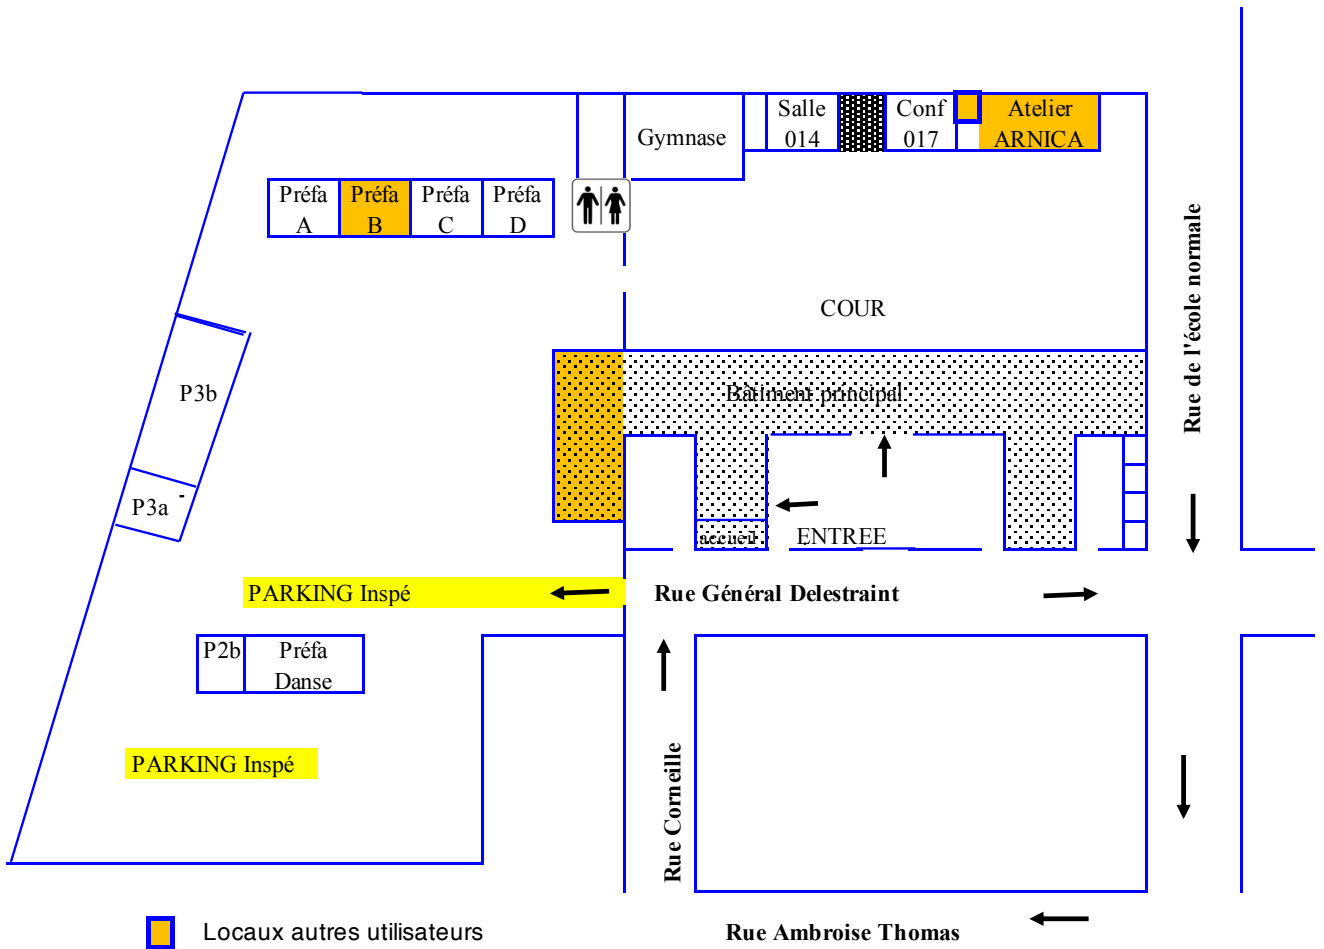 Salle
014
Conf
017
Atelier
ARNICA
Gymnase
Préfa
A
Préfa
B
Préfa
C
Préfa
D
COUR
Rue de l'école normale
P3b
Bâtiment principal
P3a
-
accueil
ENTREE
PARKING Inspé
Rue Général Delestraint
P2b
Préfa
Danse
PARKING Inspé
Rue Corneille
Locaux autres utilisateurs
Rue Ambroise Thomas